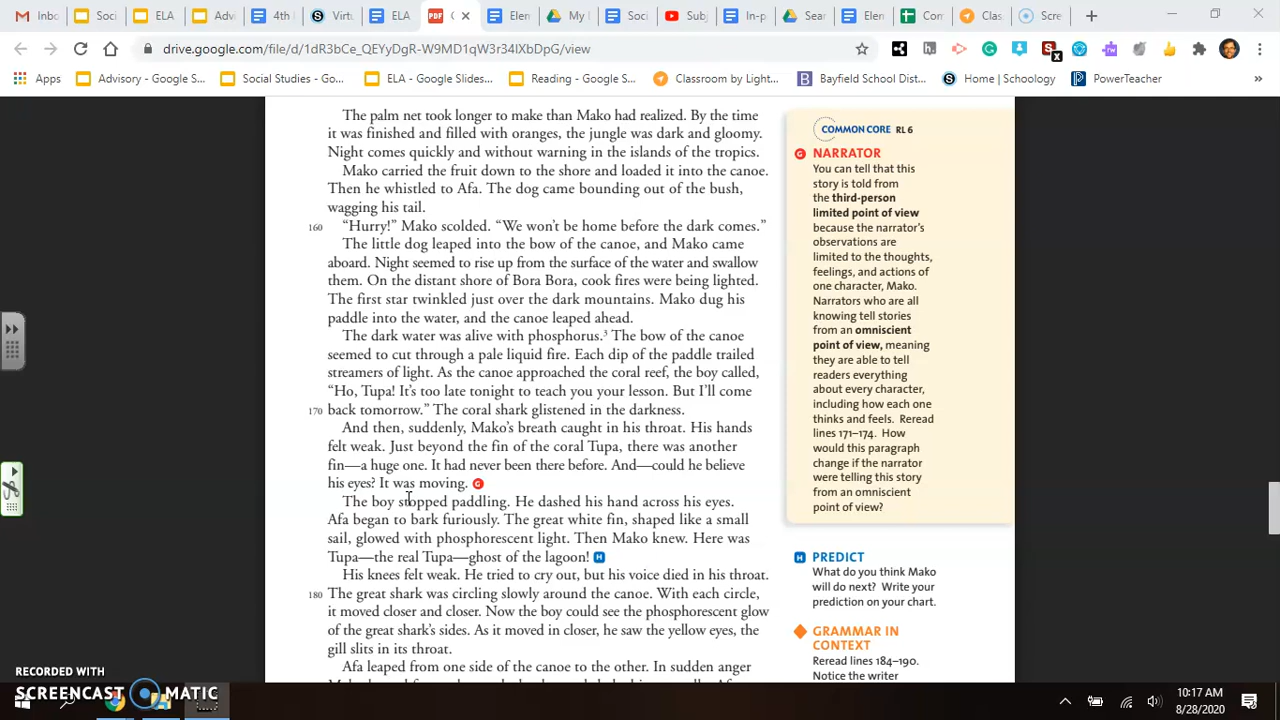 Soci
ELA
Advi
4th
Virtu
ELA
PDF
C
Elen
My
Soci
Subj
In-p
Sear
Elen
Con
Clas
Scre
drive.google.com/file/d/1dR3bCe_QEYyDgR-W9MD1qW3r34IXbDpG/view
Apps
Advisory - Google S...
Social Studies - Go...
ELA - Google Slides...
Reading - Google S...
Classroom by Light...
Bayfield School Dist...
Home | Schoology
PowerTeacher
The palm net took longer to make than Mako had realized. By the time
it was finished and filled with oranges, the jungle was dark and gloomy.
Night comes quickly and without warning in the islands of the tropics.
Mako carried the fruit down to the shore and loaded it into the canoe.
Then he whistled to Afa. The dog came bounding out of the bush,
wagging his tail.
160 “Hurry!” Mako scolded. “We won’t be home before the dark comes.”
The little dog leaped into the bow of the canoe, and Mako came
aboard. Night seemed to rise up from the surface of the water and swallow
them. On the distant shore of Bora Bora, cook fires were being lighted.
The first star twinkled just over the dark mountains. Mako dug his
paddle into the water, and the canoe leaped ahead.
The dark water was alive with phosphorus.3 The bow of the canoe
seemed to cut through a pale liquid fire. Each dip of the paddle trailed
streamers of light. As the canoe approached the coral reef, the boy called,
“Ho, Tupa! It’s too late tonight to teach you your lesson. But I’ll come
170 back tomorrow.” The coral shark glistened in the darkness.
And then, suddenly, Mako’s breath caught in his throat. His hands
felt weak. Just beyond the fin of the coral Tupa, there was another
fin—a huge one. It had never been there before. And—could he believe
his eyes? It was moving. G
The boy stopped paddling. He dashed his hand across his eyes.
Afa began to bark furiously. The great white fin, shaped like a small
sail, glowed with phosphorescent light. Then Mako knew. Here was
Tupa—the real Tupa—ghost of the lagoon! H
His knees felt weak. He tried to cry out, but his voice died in his throat.
180 The great shark was circling slowly around the canoe. With each circle,
it moved closer and closer. Now the boy could see the phosphorescent glow
of the great shark’s sides. As it moved in closer, he saw the yellow eyes, the
gill slits in its throat.
Afa leaped from one side of the canoe to the other. In sudden anger
COMMON CORE RL 6
G NARRATOR
You can tell that this
story is told from
the third-person
limited point of view
because the narrator’s
observations are
limited to the thoughts,
feelings, and actions of
one character, Mako.
Narrators who are all
knowing tell stories
from an omniscient
point of view, meaning
they are able to tell
readers everything
about every character,
including how each one
thinks and feels. Reread
lines 171–174. How
would this paragraph
change if the narrator
were telling this story
from an omniscient
point of view?
H PREDICT
What do you think Mako
will do next? Write your
prediction on your chart.
GRAMMAR IN
CONTEXT
Reread lines 184–190.
Notice the writer
RECORDED WITH
SCREENCAST MATIC
10:17 AM
8/28/2020